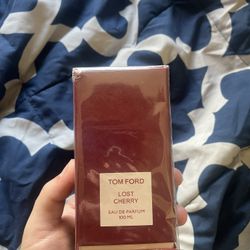 TOM FORD
LOST
CHERRY
EAU DE PARFUM
100 ML